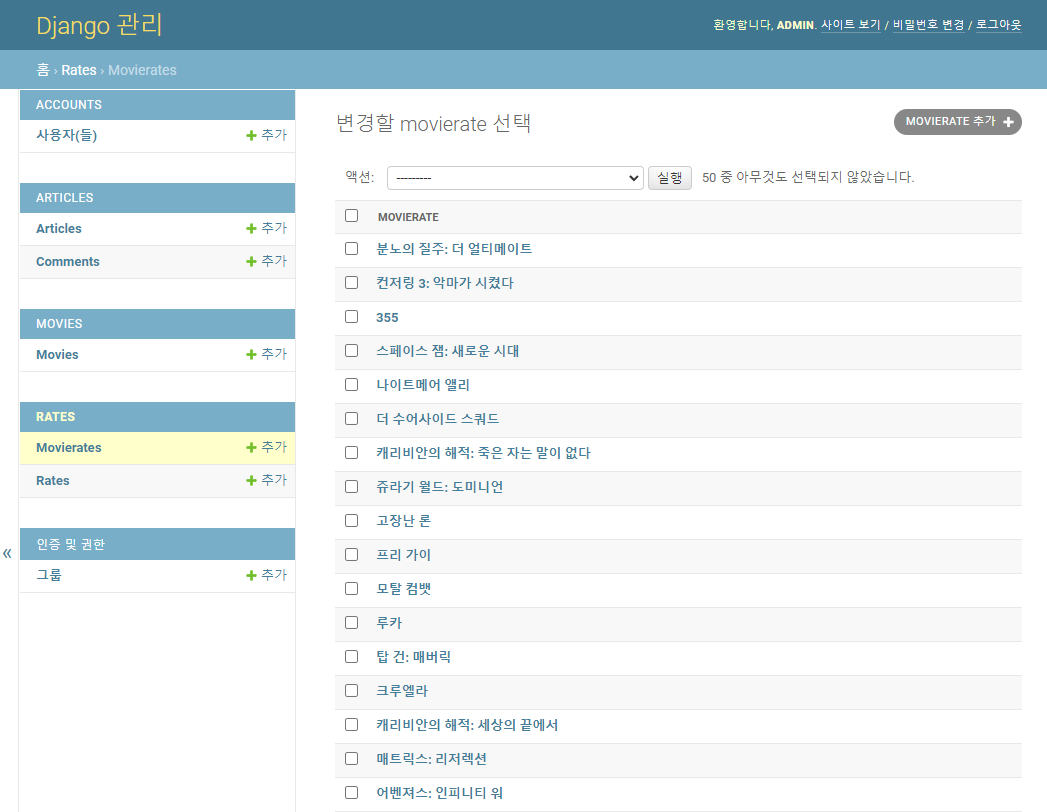 Django 관리
환영합니다, ADMIN. 사이트 보기 / 비밀번호 변경 / 로그아웃
홈 › Rates › Movierates
ACCOUNTS
사용자(들) 추가
ARTICLES
Articles 추가
Comments 추가
MOVIES
Movies 추가
RATES
Movierates 추가
Rates 추가
인증 및 권한
그룹 추가
«
변경할 movierate 선택
MOVIERATE 추가
액션: --------- 실행 50 중 아무것도 선택되지 않았습니다.
MOVIERATE
분노의 질주: 더 얼티메이트
컨저링 3: 악마가 시켰다
355
스페이스 잼: 새로운 시대
나이트메어 앨리
더 수어사이드 스쿼드
캐리비안의 해적: 죽은 자는 말이 없다
쥬라기 월드: 도미니언
고장난 론
프리 가이
모탈 컴뱃
루카
탑 건: 매버릭
크루엘라
캐리비안의 해적: 세상의 끝에서
매트릭스: 리저렉션
어벤져스: 인피니티 워